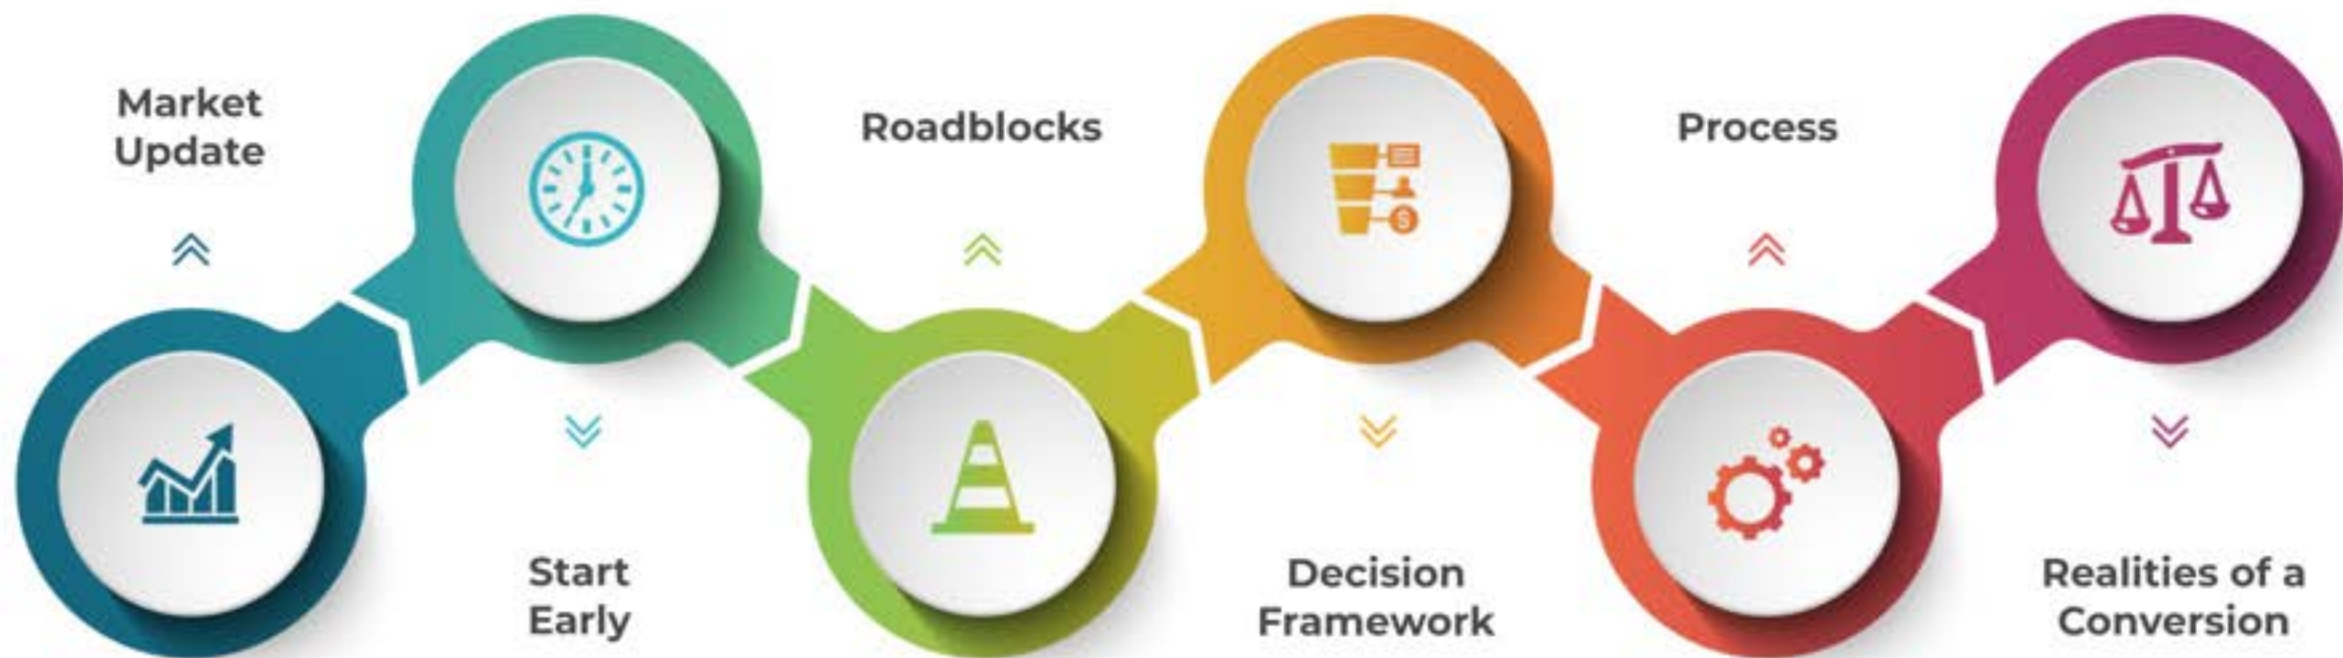 Market
Update
Start
Early
Roadblocks
Decision
Framework
Process
Realities of a
Conversion